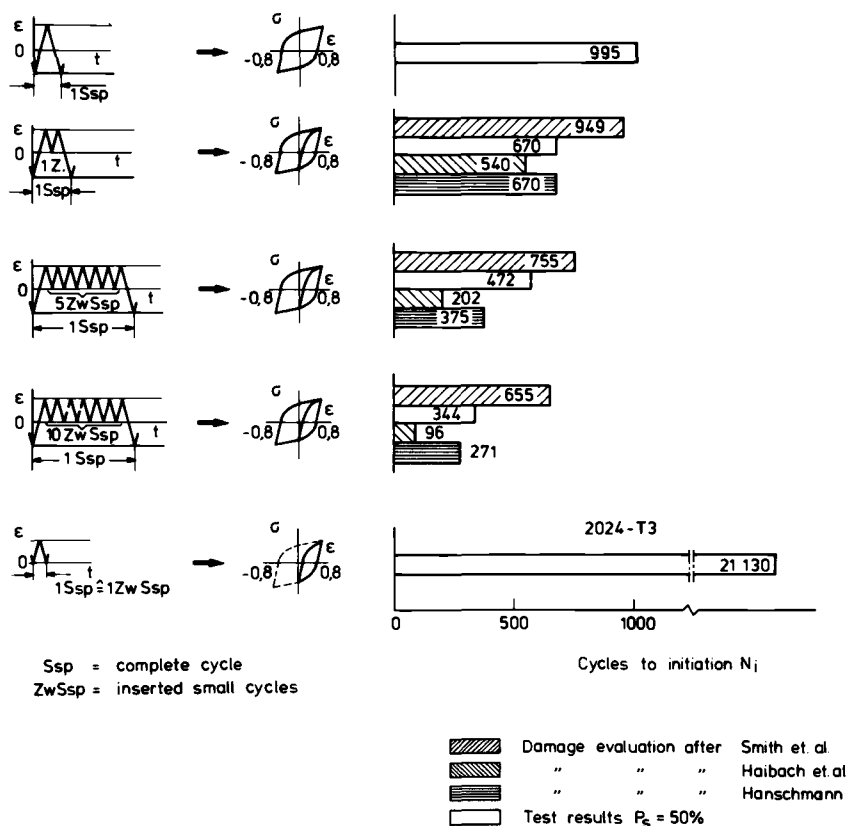 ε
σ
ε
0
t
-0,8
0,8
995
1Ssp
ε
σ
949
ε
670
0
1Z.
t
-0,8
0,8
540
1Ssp
670
ε
σ
755
ε
472
0
t
-0,8
0,8
202
5ZwSsp
375
1Ssp
ε
σ
655
ε
344
0
t
-0,8
0,8
96
10ZwSsp
271
1Ssp
2024-T3
ε
σ
ε
0
t
-0,8
0,8
21 130
1Ssp ≙ 1ZwSsp
0 500 1000
Ssp = complete cycle
Cycles to initiation Ni
ZwSsp = inserted small cycles
Damage evaluation after Smith et. al.
" " " Haibach et. al
" " " Hanschmann
Test results Ps = 50%